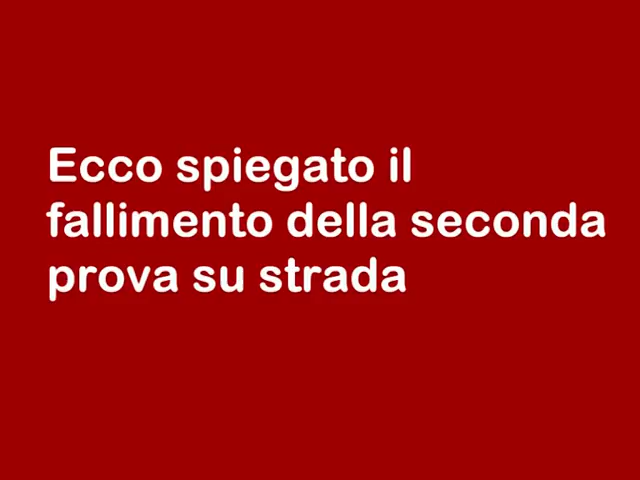 Ecco spiegato il
fallimento della seconda
prova su strada